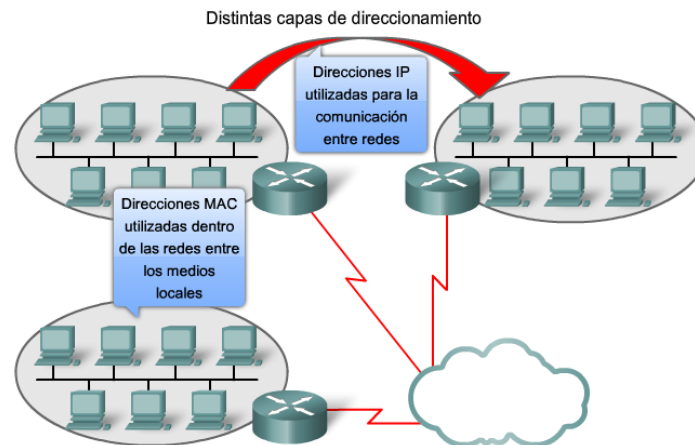 Distintas capas de direccionamiento
Direcciones IP
utilizadas para la
comunicación
entre redes
Direcciones MAC
utilizadas dentro
de las redes entre
los medios
locales